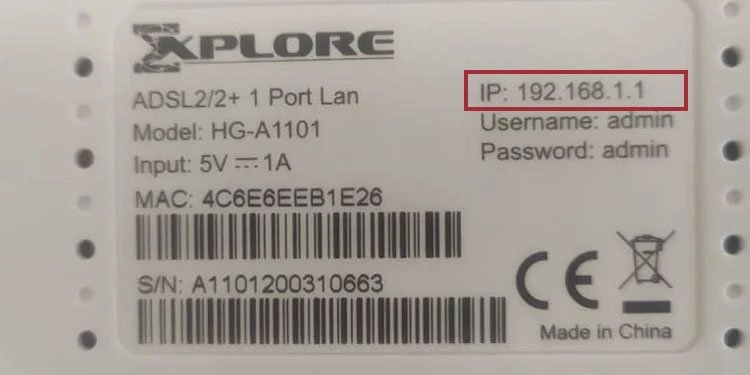 EXPLORE
ADSL2/2+ 1 Port Lan
Model: HG-A1101
Input: 5V⎓1A
MAC: 4C6E6EEB1E26
S/N: A1101200310663
IP: 192.168.1.1
Username: admin
Password: admin
CE
Made in China